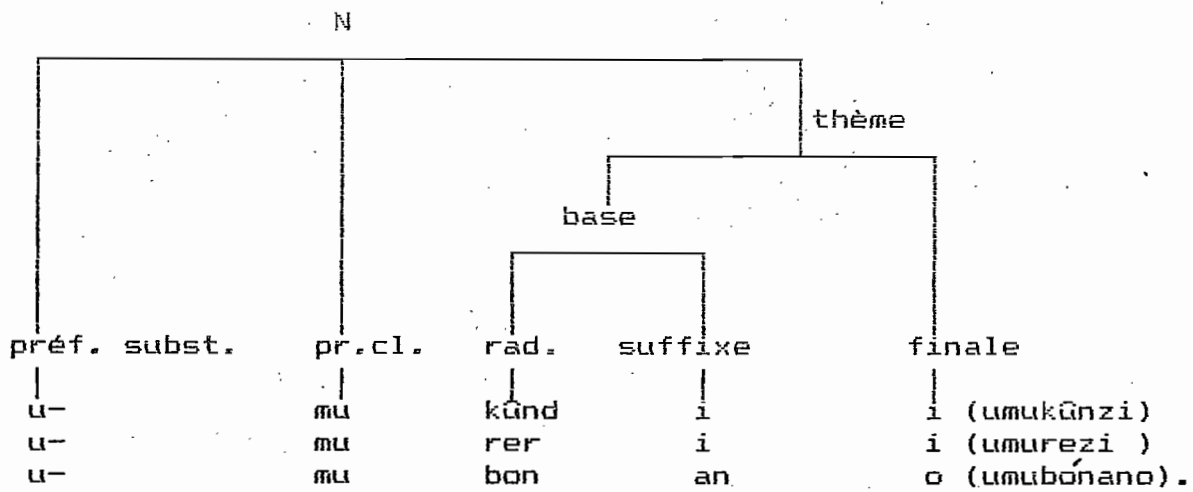 N
thème
base
préf. subst. pr.cl. rad. suffixe finale
u- mu kûnd i i (umukûnzi)
u- mu rer i i (umurezi )
u- mu bon an o (umubónano).